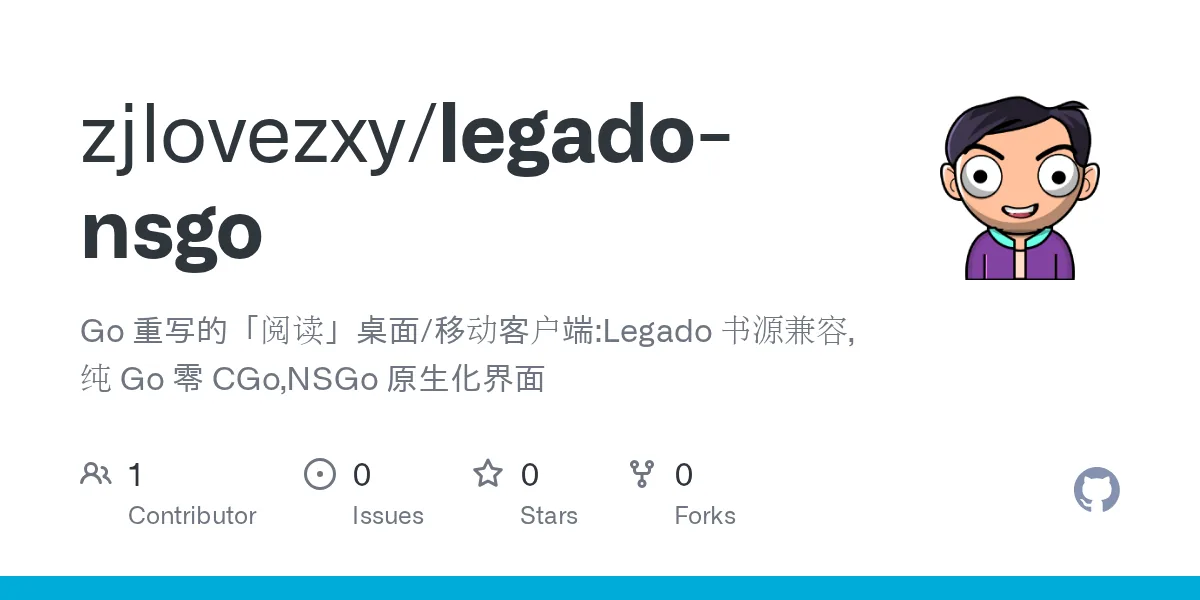 zjlovezxy/legado-
nsgo
Go 重写的「阅读」桌面/移动客户端:Legado 书源兼容,
纯 Go 零 CGo,NSGo 原生化界面
1 0 0 0
Contributor Issues Stars Forks